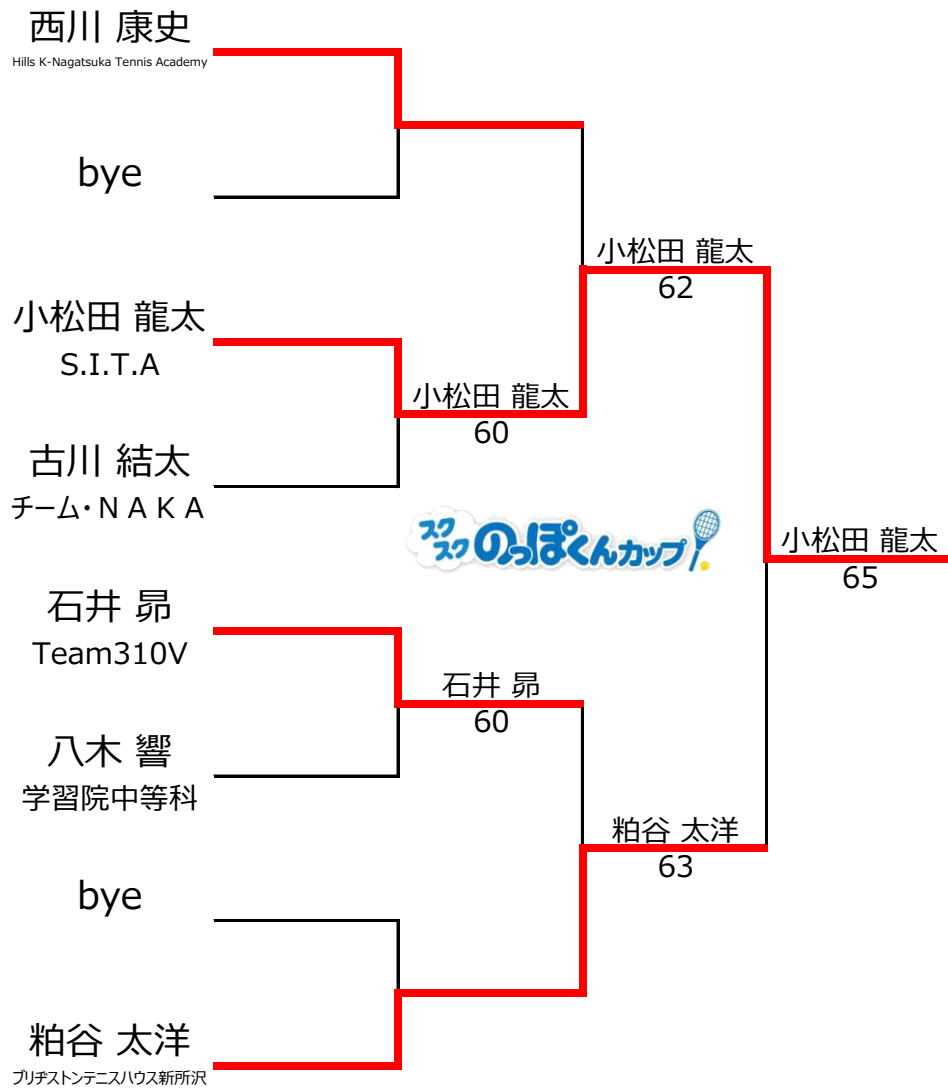 西川 康史
Hills K-Nagatsuka Tennis Academy
bye
小松田 龍太
62
小松田 龍太
S.I.T.A
小松田 龍太
60
古川 結太
チーム・ＮＡＫＡ
スクスクのっぽくんカップ
小松田 龍太
65
石井 昴
Team310V
石井 昴
60
八木 響
学習院中等科
粕谷 太洋
63
bye
粕谷 太洋
ブリヂストンテニスハウス新所沢